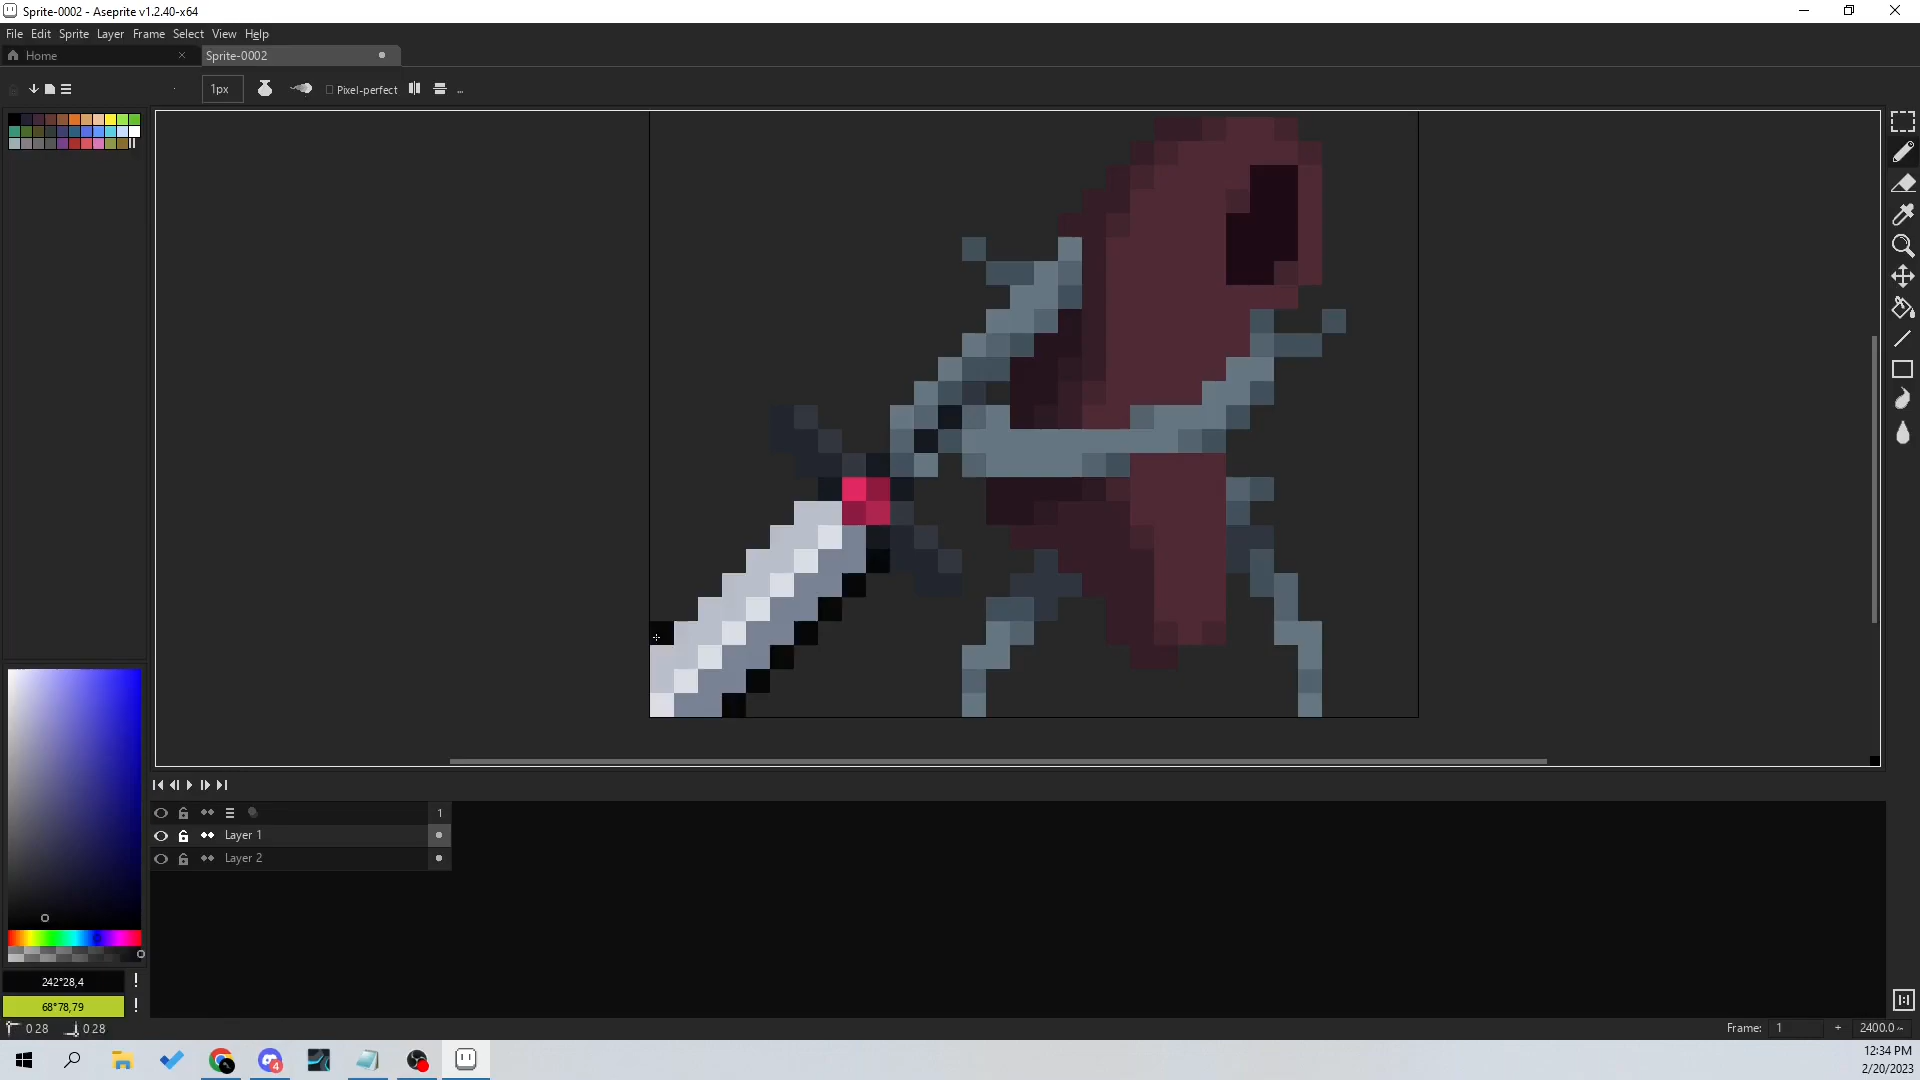 Sprite-0002 - Aseprite v1.2.40-x64
File Edit Sprite Layer Frame Select View Help
Home
Sprite-0002
1px
Pixel-perfect
...
1
Layer 1
Layer 2
242°28,4 !
68°78,79 !
0 28 0 28
Frame: 1 + 2400.0~
4
12:34 PM
2/20/2023